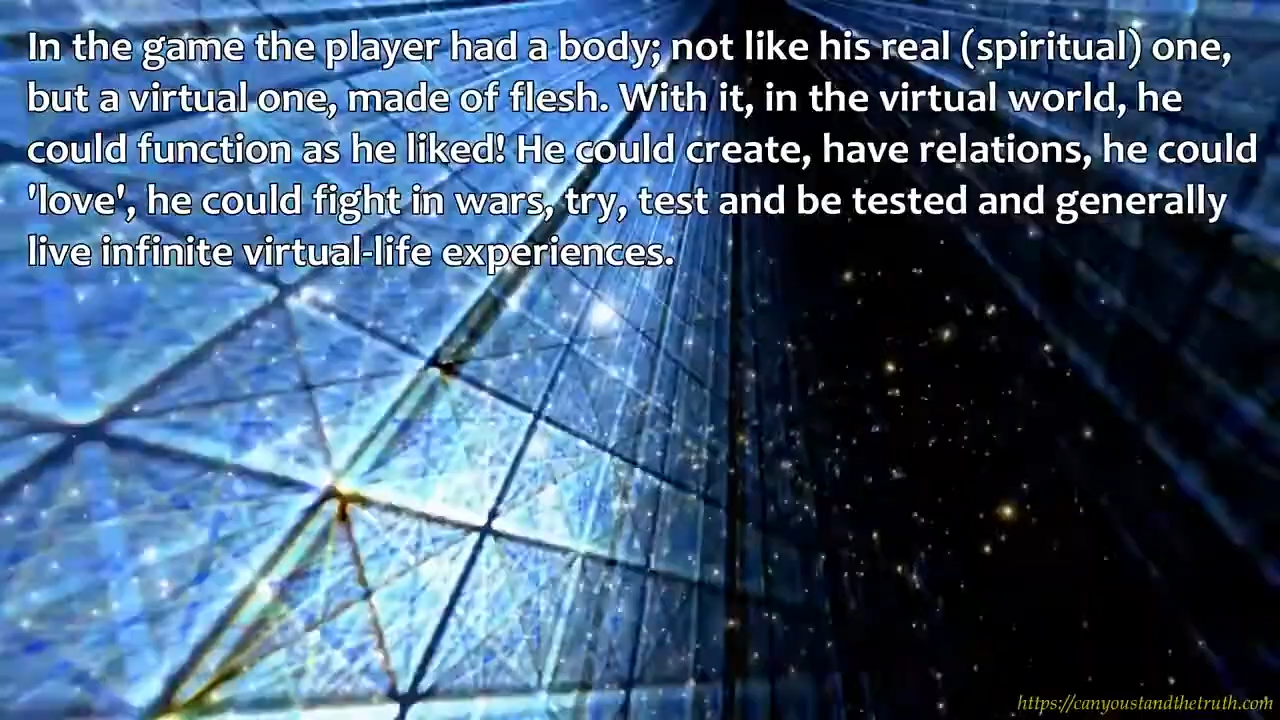 In the game the player had a body; not like his real (spiritual) one,
but a virtual one, made of flesh. With it, in the virtual world, he
could function as he liked! He could create, have relations, he could
'love', he could fight in wars, try, test and be tested and generally
live infinite virtual-life experiences.
https://canyoustandthetruth.com